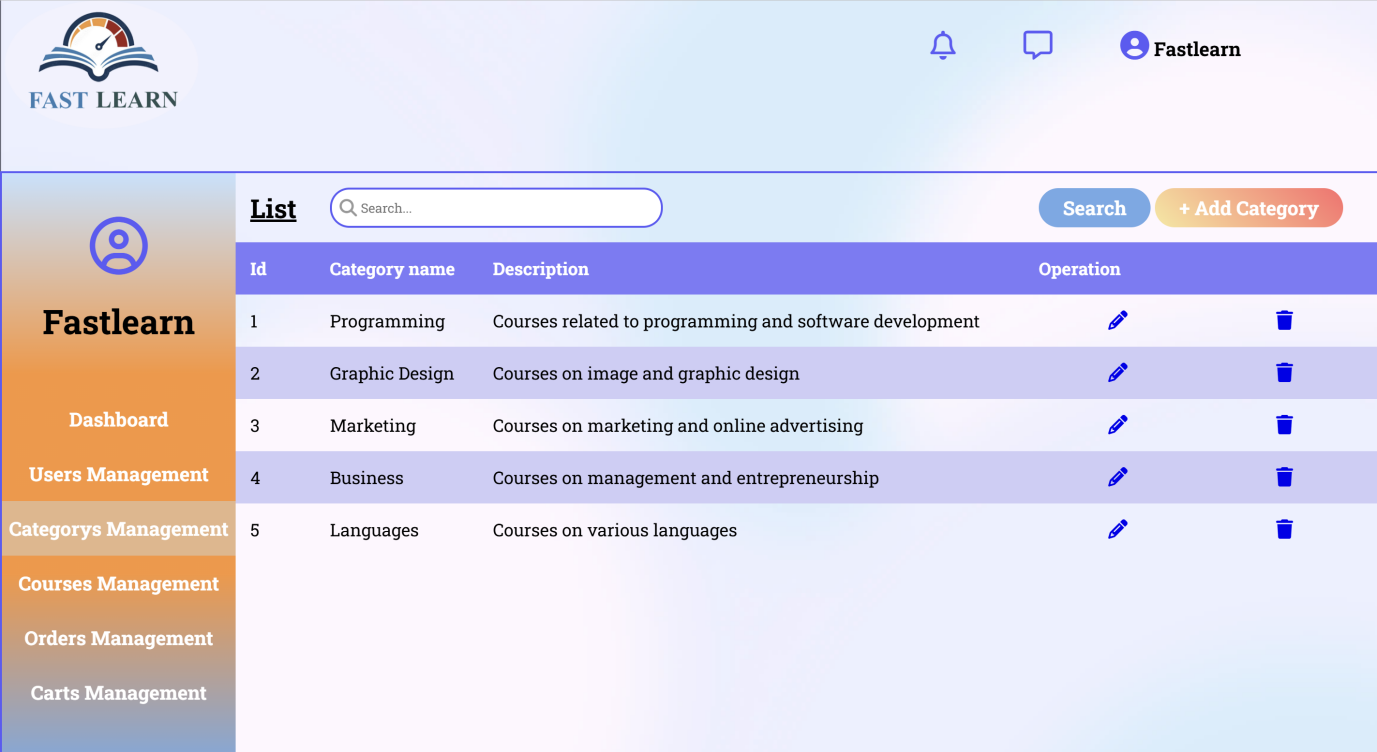 FAST LEARN
Fastlearn
Fastlearn
Dashboard
Users Management
Categorys Management
Courses Management
Orders Management
Carts Management
List Search... Search + Add Category
Id Category name Description Operation
1 Programming Courses related to programming and software development
2 Graphic Design Courses on image and graphic design
3 Marketing Courses on marketing and online advertising
4 Business Courses on management and entrepreneurship
5 Languages Courses on various languages